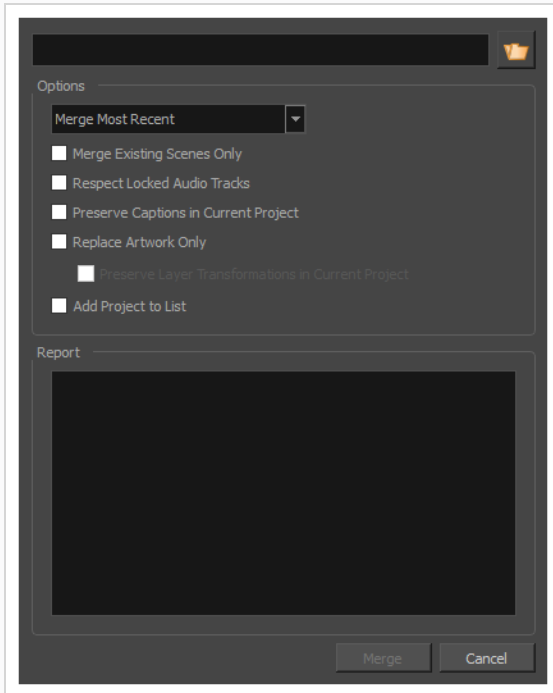 Options
Merge Most Recent
Merge Existing Scenes Only
Respect Locked Audio Tracks
Preserve Captions in Current Project
Replace Artwork Only
Preserve Layer Transformations in Current Project
Add Project to List
Report
Merge
Cancel